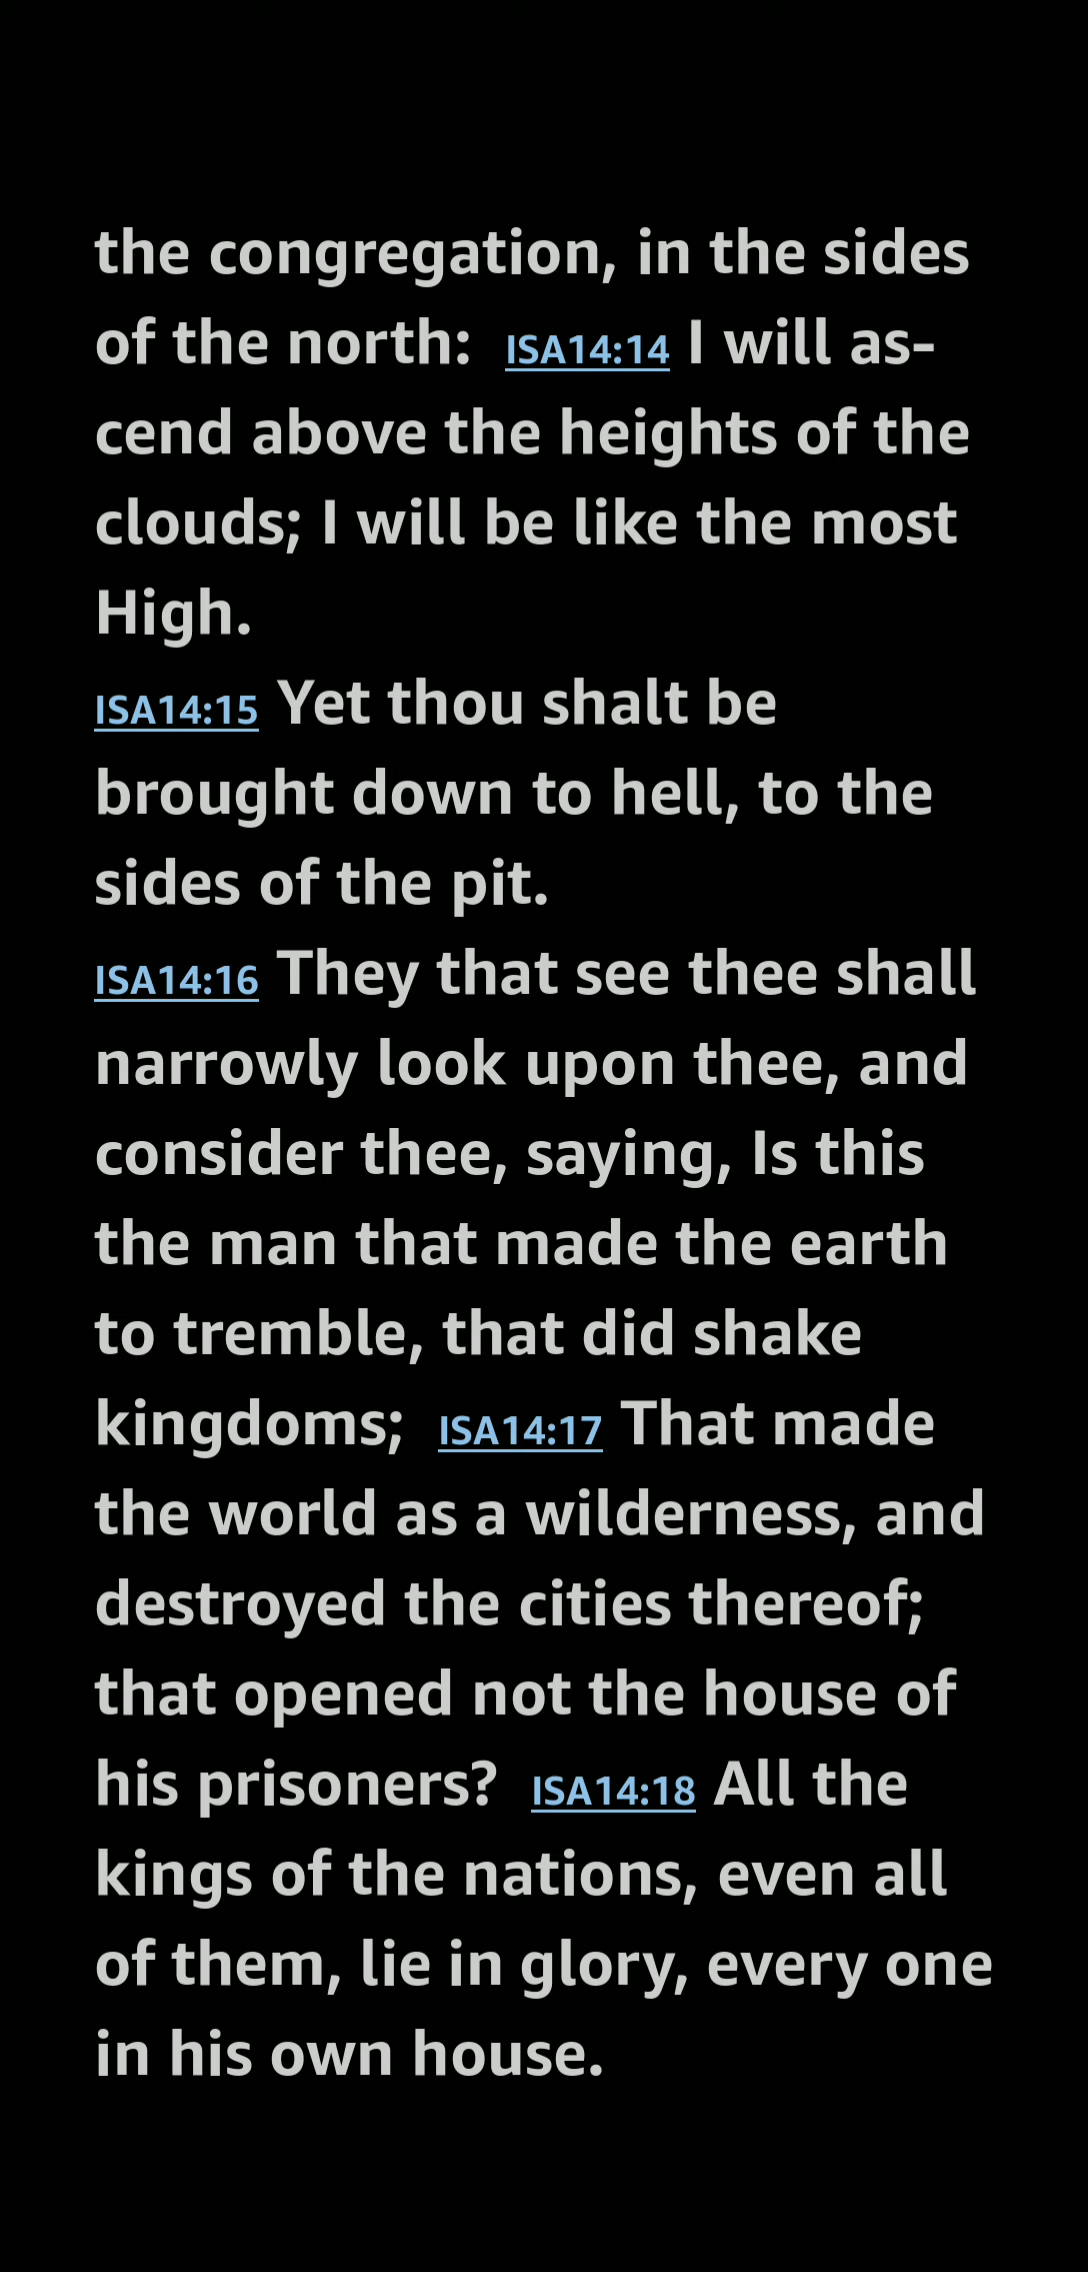 the congregation, in the sides
of the north: ISA14:14 I will as-
cend above the heights of the
clouds; I will be like the most
High.
ISA14:15 Yet thou shalt be
brought down to hell, to the
sides of the pit.
ISA14:16 They that see thee shall
narrowly look upon thee, and
consider thee, saying, Is this
the man that made the earth
to tremble, that did shake
kingdoms; ISA14:17 That made
the world as a wilderness, and
destroyed the cities thereof;
that opened not the house of
his prisoners? ISA14:18 All the
kings of the nations, even all
of them, lie in glory, every one
in his own house.